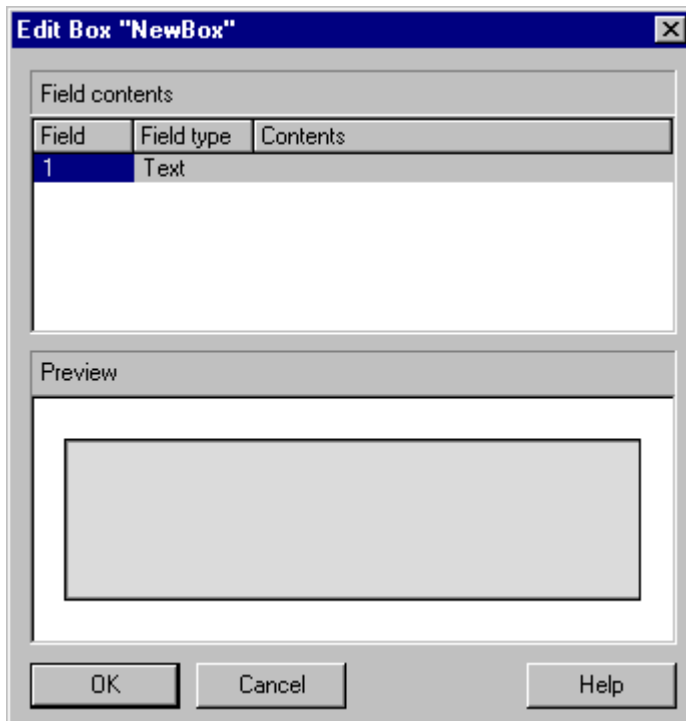 Edit Box "NewBox"
Field contents
Field Field type Contents
1 Text
Preview
OK Cancel Help